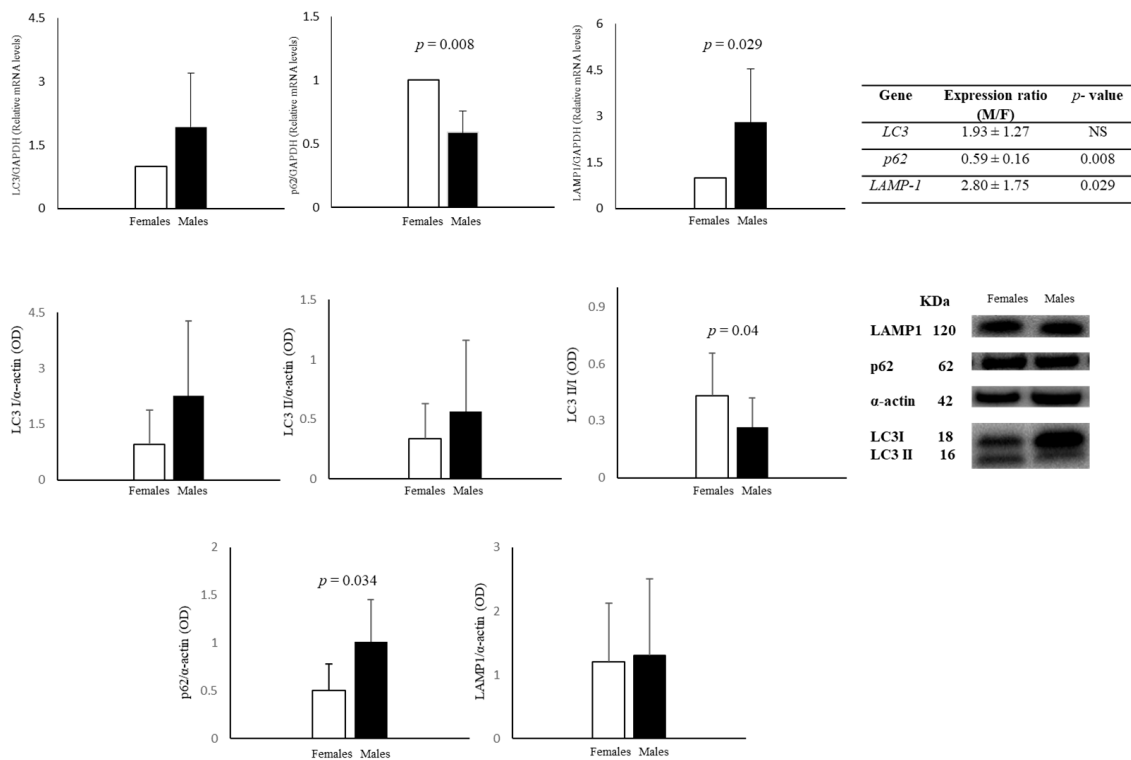 LC3/GAPDH (Relative mRNA levels)
4.5
3
1.5
0
Females Males
p62/GAPDH (Relative mRNA levels)
1.5
1
0.5
0
p = 0.008
Females Males
LAMP1/GAPDH (Relative mRNA levels)
6
4.5
3
1.5
0
p = 0.029
Females Males
Gene Expression ratio (M/F) p- value
LC3 1.93 ± 1.27 NS
p62 0.59 ± 0.16 0.008
LAMP-1 2.80 ± 1.75 0.029
LC3 I/α-actin (OD)
4.5
3
1.5
0
Females Males
LC3 II/α-actin (OD)
1.5
1
0.5
0
Females Males
LC3 II/I (OD)
0.9
0.6
0.3
0
p = 0.04
Females Males
KDa Females Males
LAMP1 120
p62 62
α-actin 42
LC3I 18
LC3 II 16
p62/α-actin (OD)
2
1.5
1
0.5
0
p = 0.034
Females Males
LAMP1/α-actin (OD)
3
2
1
0
Females Males